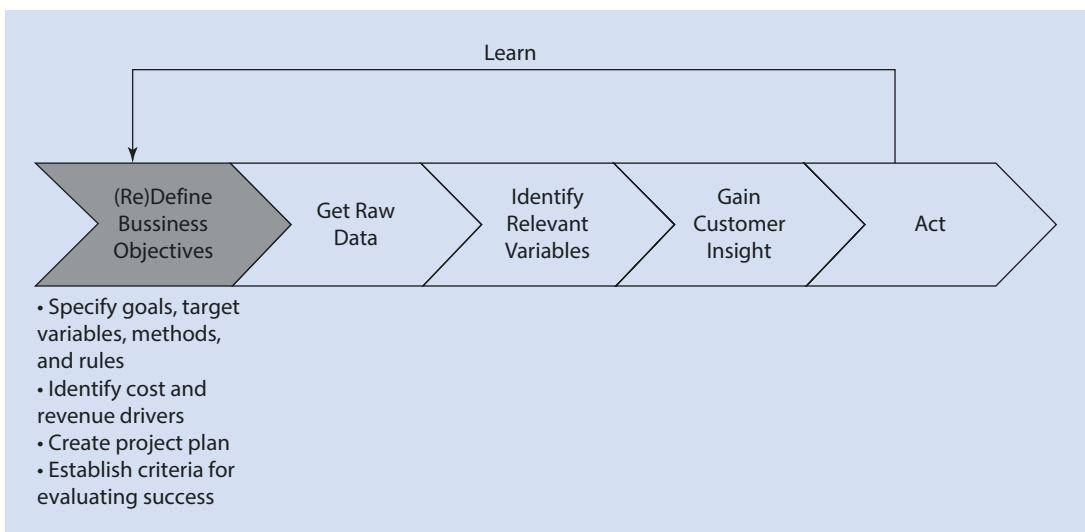 Learn
(Re)Define
Bussiness
Objectives
Get Raw
Data
Identify
Relevant
Variables
Gain
Customer
Insight
Act
• Specify goals, target
variables, methods,
and rules
• Identify cost and
revenue drivers
• Create project plan
• Establish criteria for
evaluating success